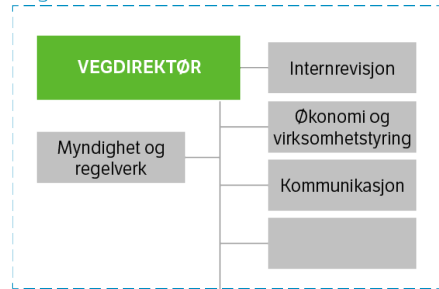 VEGDIREKTØR
Internrevisjon
Økonomi og
virksomhetstyring
Myndighet og
regelverk
Kommunikasjon